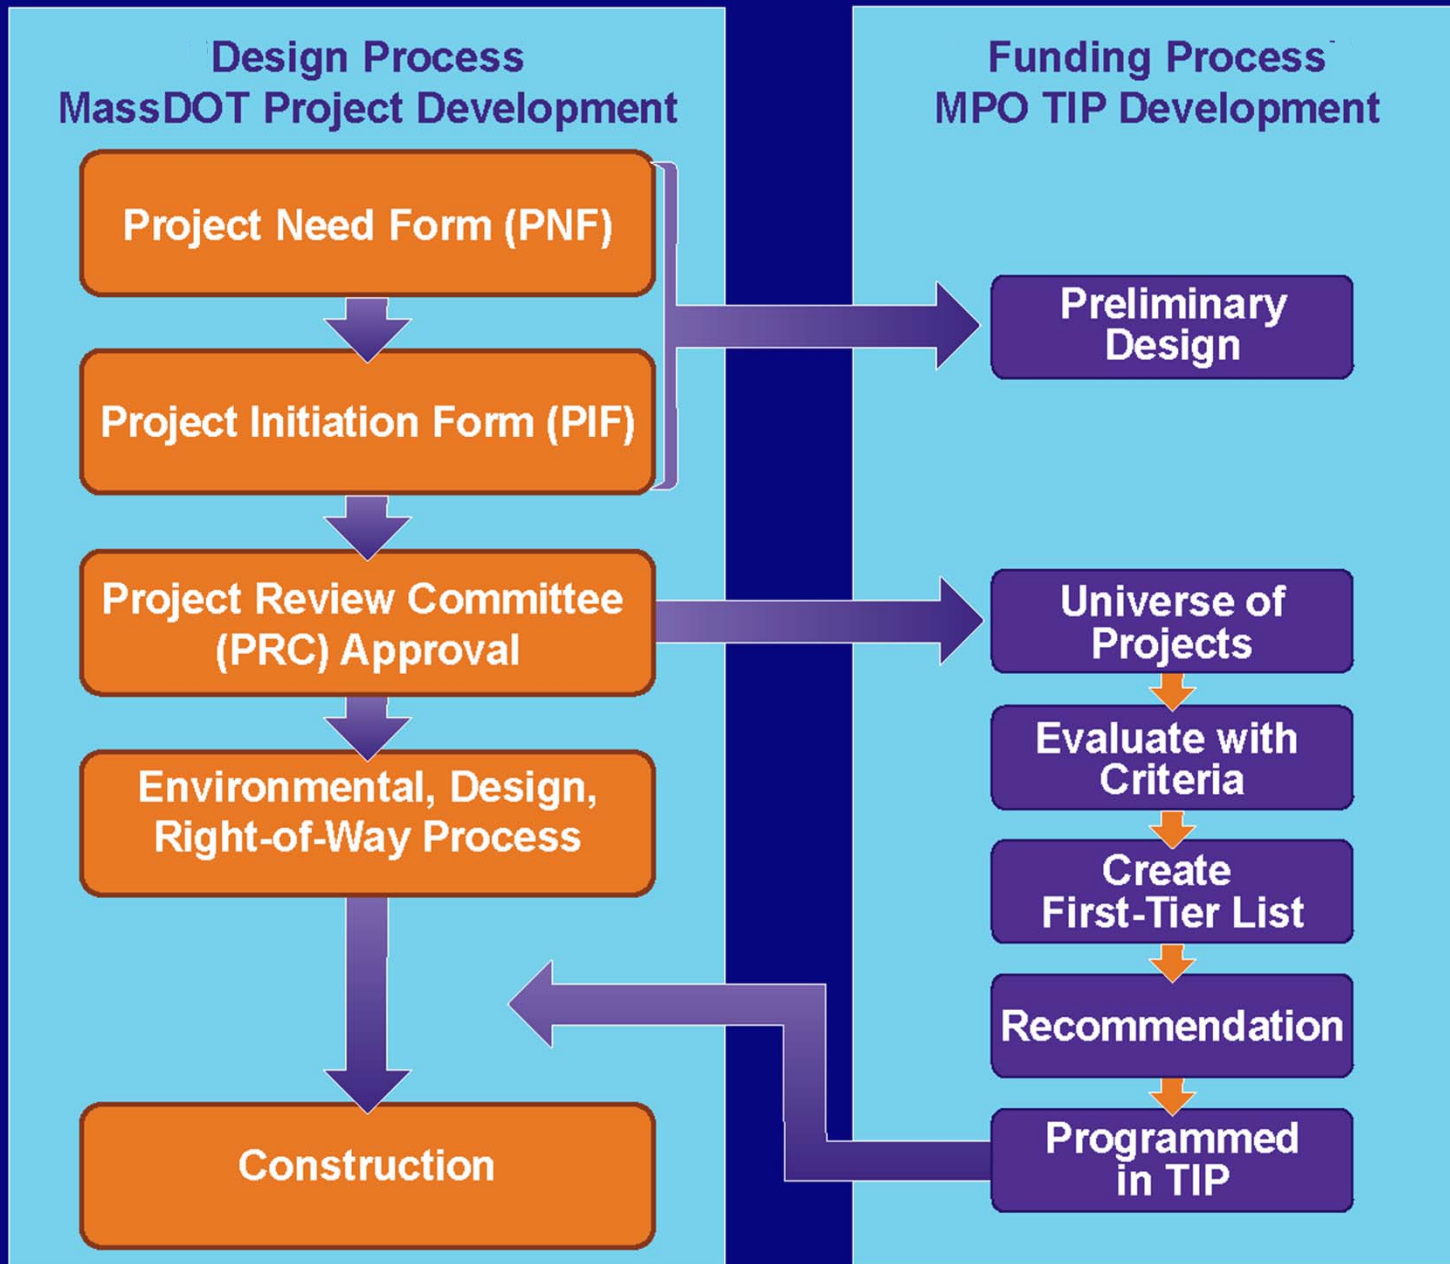 Design Process
MassDOT Project Development
Project Need Form (PNF)
Project Initiation Form (PIF)
Project Review Committee
(PRC) Approval
Environmental, Design,
Right-of-Way Process
Construction
Funding Process
MPO TIP Development
Preliminary
Design
Universe of
Projects
Evaluate with
Criteria
Create
First-Tier List
Recommendation
Programmed
in TIP